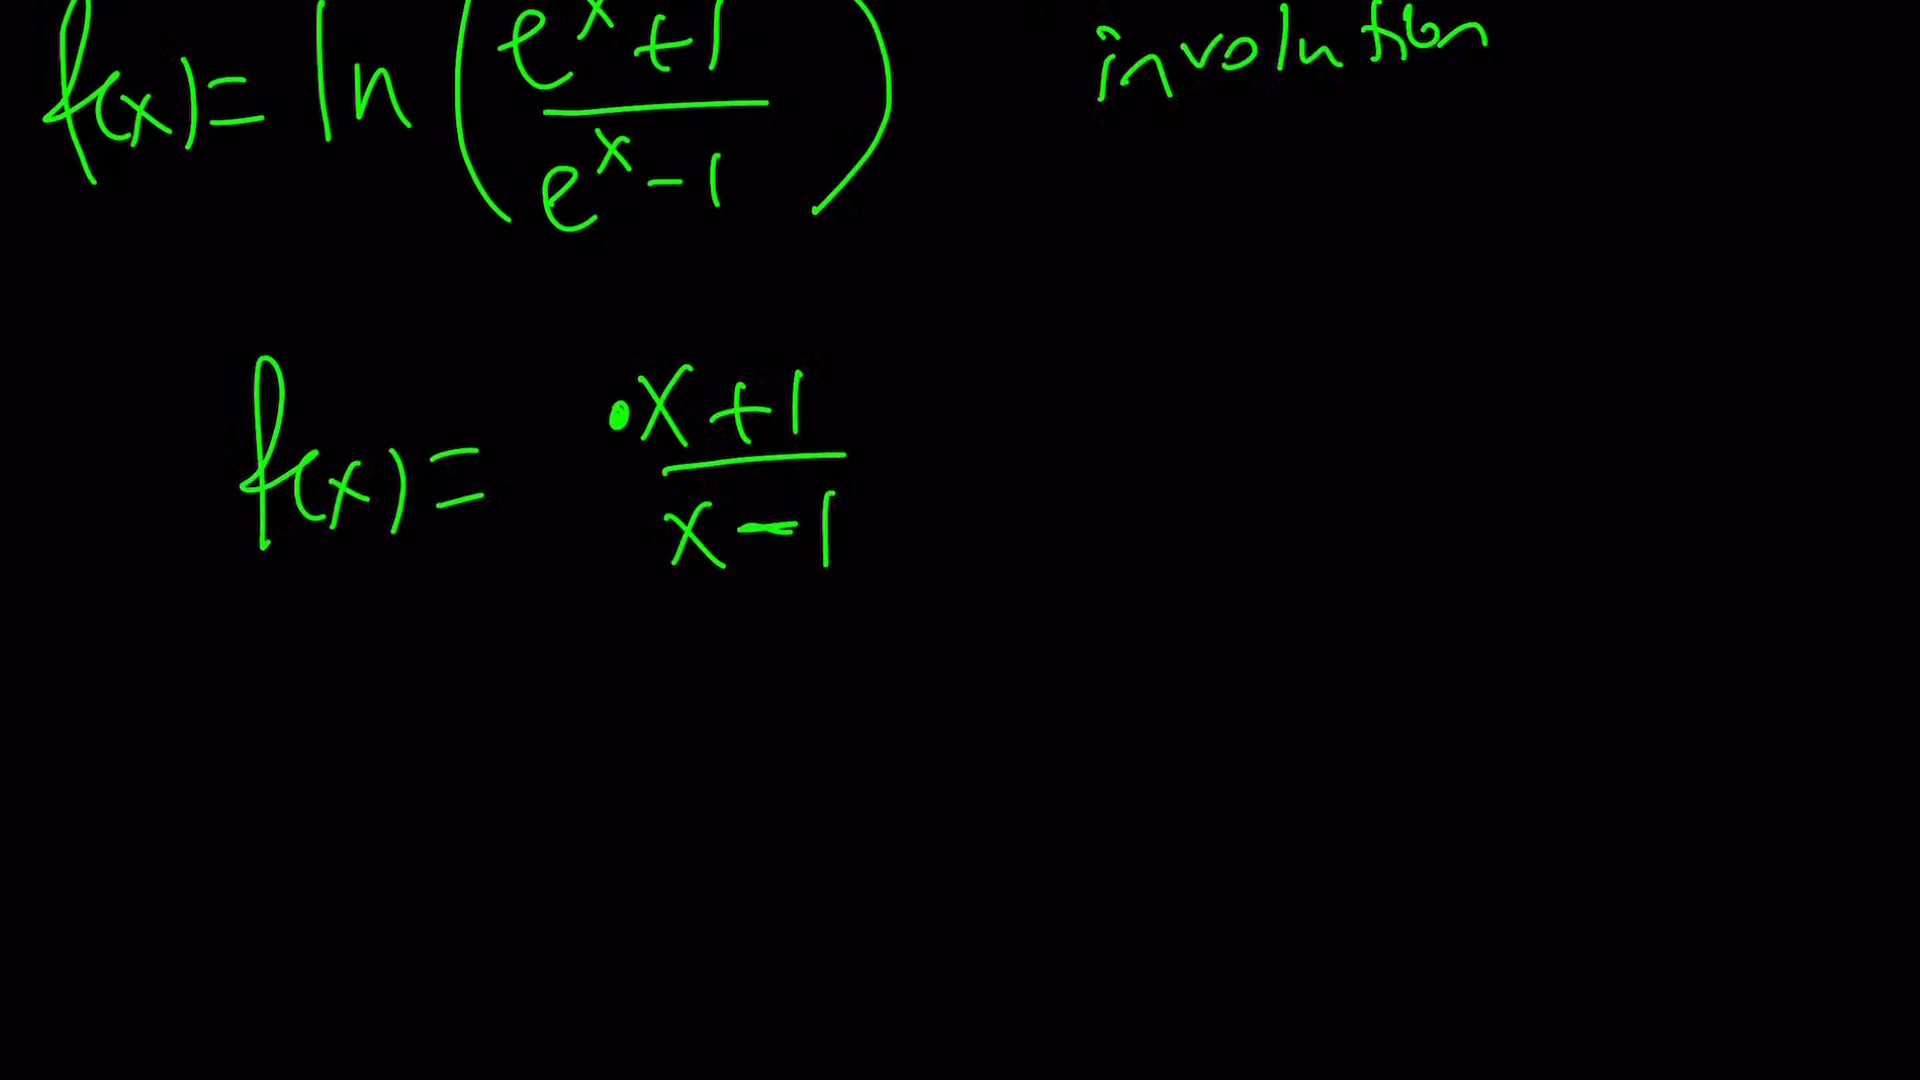 f(x) = ln ( (e^x + 1) / (e^x - 1) ) involution
f(x) = (x + 1) / (x - 1)